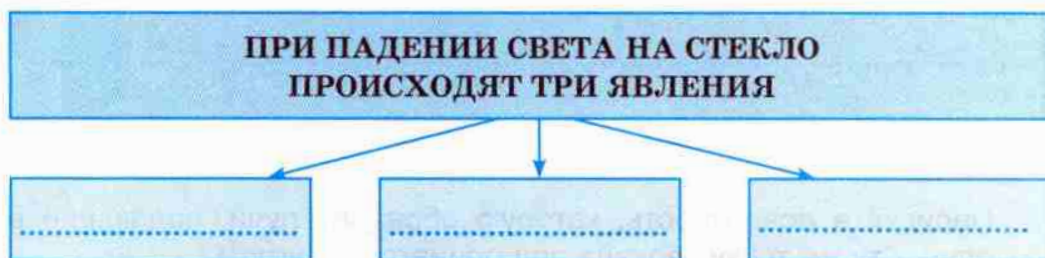 ПРИ ПАДЕНИИ СВЕТА НА СТЕКЛО
ПРОИСХОДЯТ ТРИ ЯВЛЕНИЯ